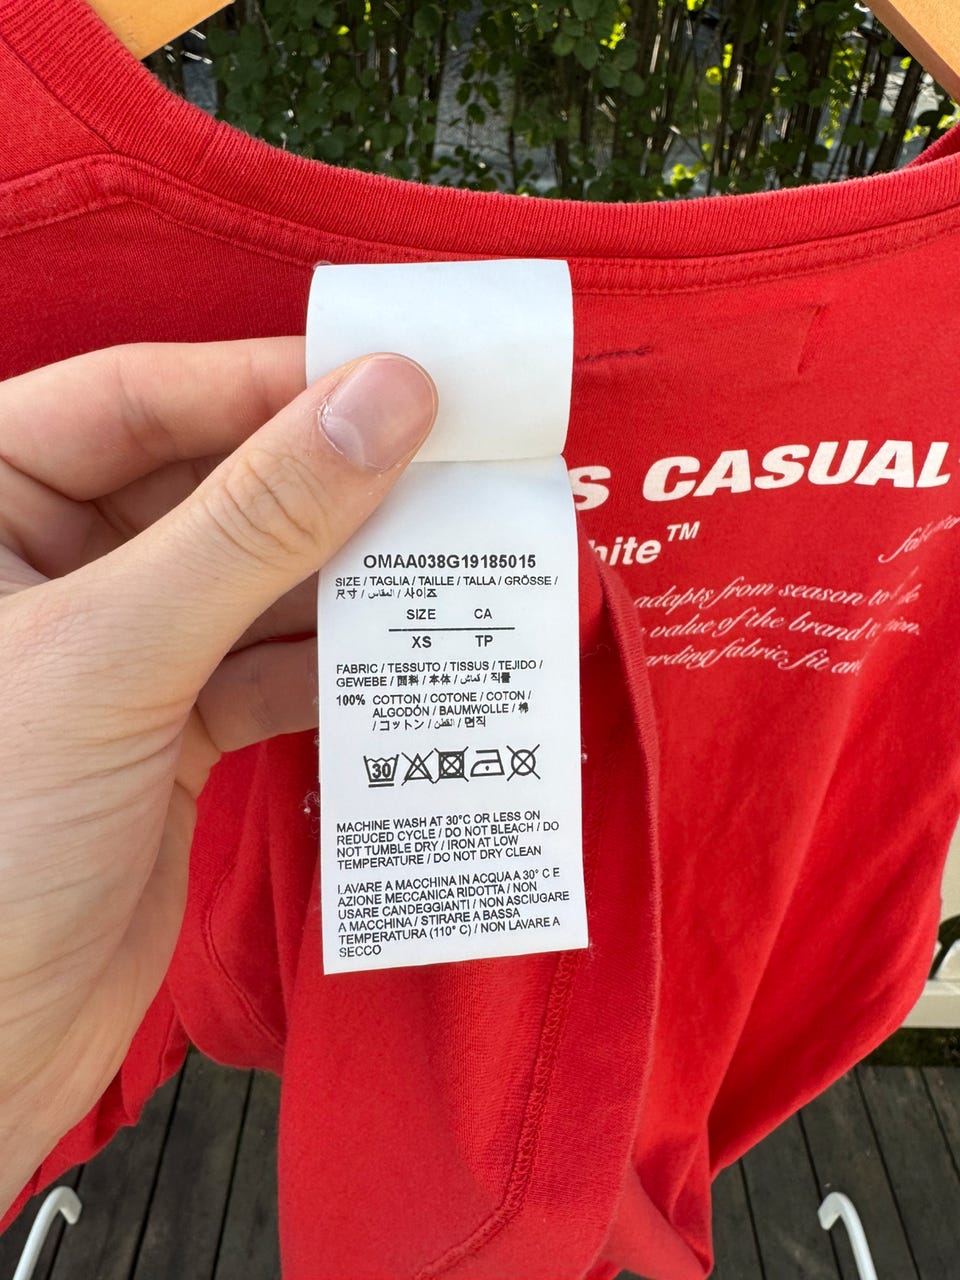 OMAA038G19185015
SIZE / TAGLIA / TAILLE / TALLA / GRÖSSE /
尺寸 / المقاس / 사이즈
SIZE CA
XS TP
FABRIC / TESSUTO / TISSUS / TEJIDO /
GEWEBE / 面料 / 本体 / قماش / 직물
100% COTTON / COTONE / COTON /
ALGODÓN / BAUMWOLLE / 棉
/ コットン / القطن / 면직
30
MACHINE WASH AT 30°C OR LESS ON
REDUCED CYCLE / DO NOT BLEACH / DO
NOT TUMBLE DRY / IRON AT LOW
TEMPERATURE / DO NOT DRY CLEAN
LAVARE A MACCHINA IN ACQUA A 30° C E
AZIONE MECCANICA RIDOTTA / NON
USARE CANDEGGIANTI / NON ASCIUGARE
A MACCHINA / STIRARE A BASSA
TEMPERATURA (110° C) / NON LAVARE A
SECCO
S CASUAL
hite™
adapts from season to
value of the brand
arding fabric, fit an